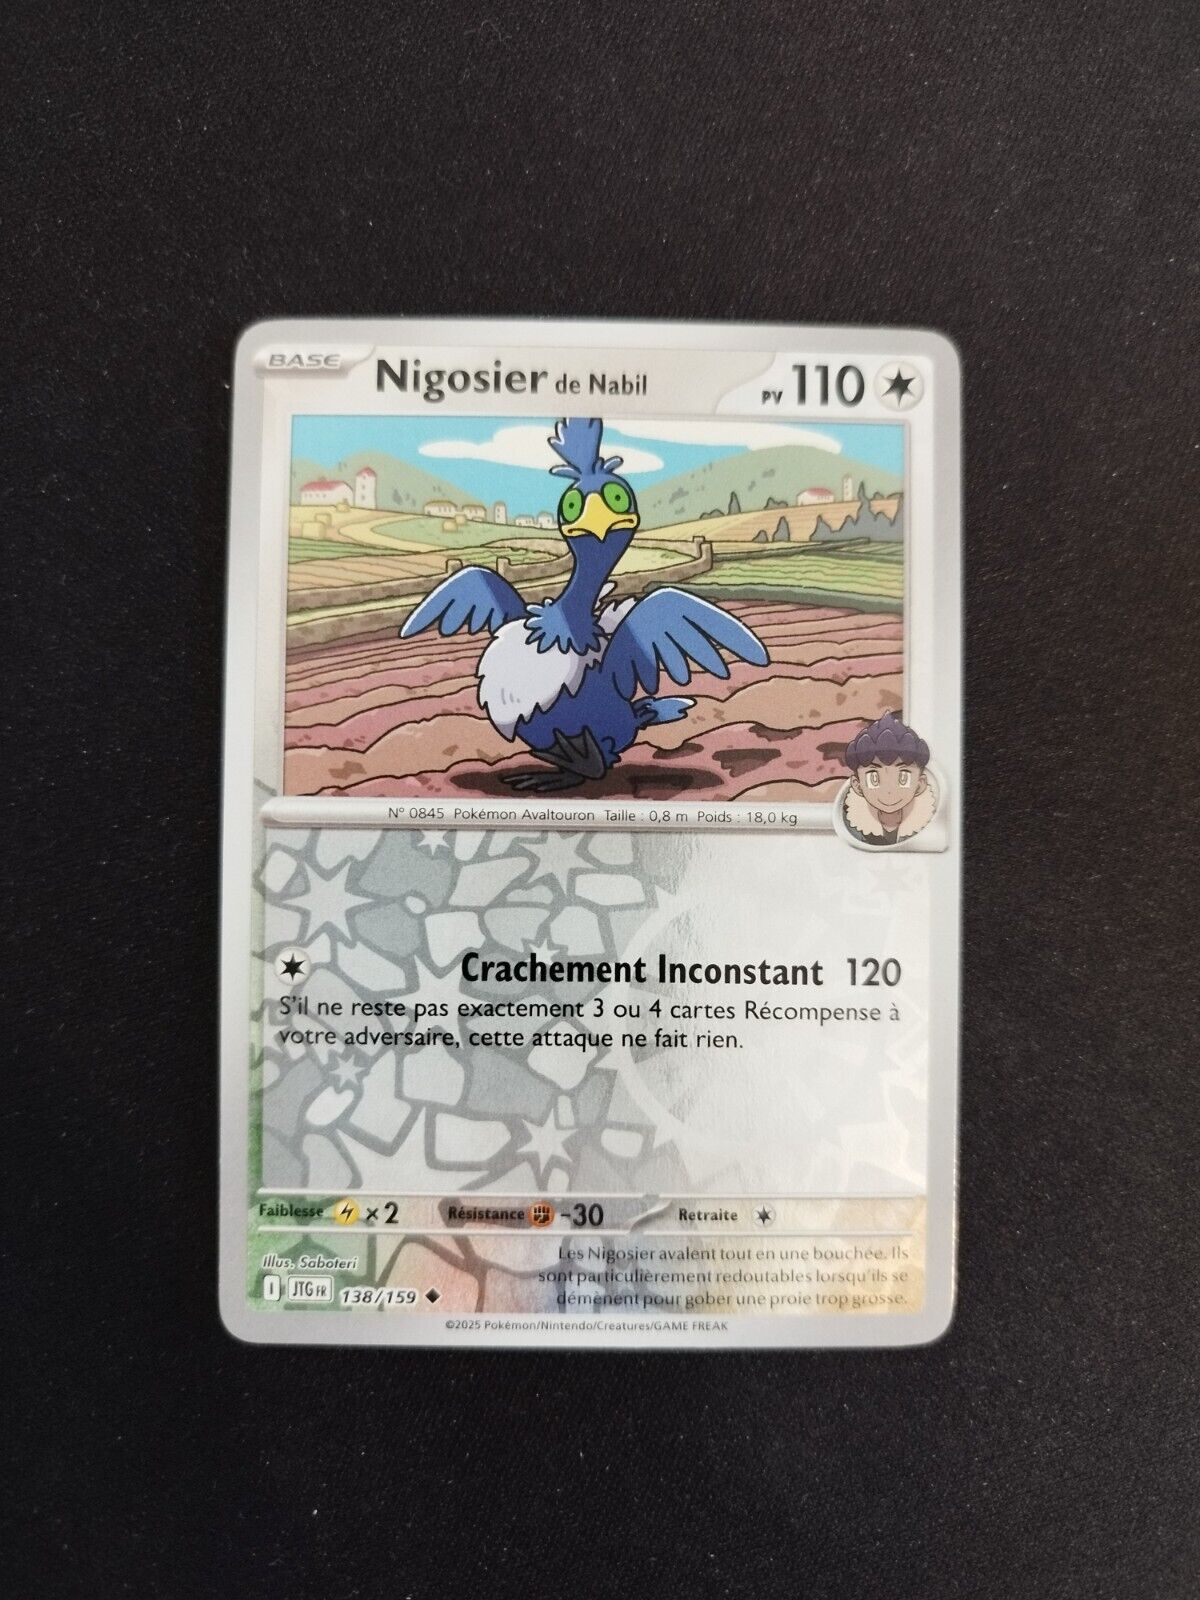 BASE Nigosier de Nabil PV 110
N° 0845 Pokémon Avaltouron Taille : 0,8 m Poids : 18,0 kg
Crachement Inconstant 120
S'il ne reste pas exactement 3 ou 4 cartes Récompense à
votre adversaire, cette attaque ne fait rien.
Faiblesse ×2 Résistance -30 Retraite
Illus. Saboteri
I JTG FR 138/159
Les Nigosier avalent tout en une bouchée. Ils
sont particulièrement redoutables lorsqu'ils se
démènent pour gober une proie trop grosse.
©2025 Pokémon/Nintendo/Creatures/GAME FREAK